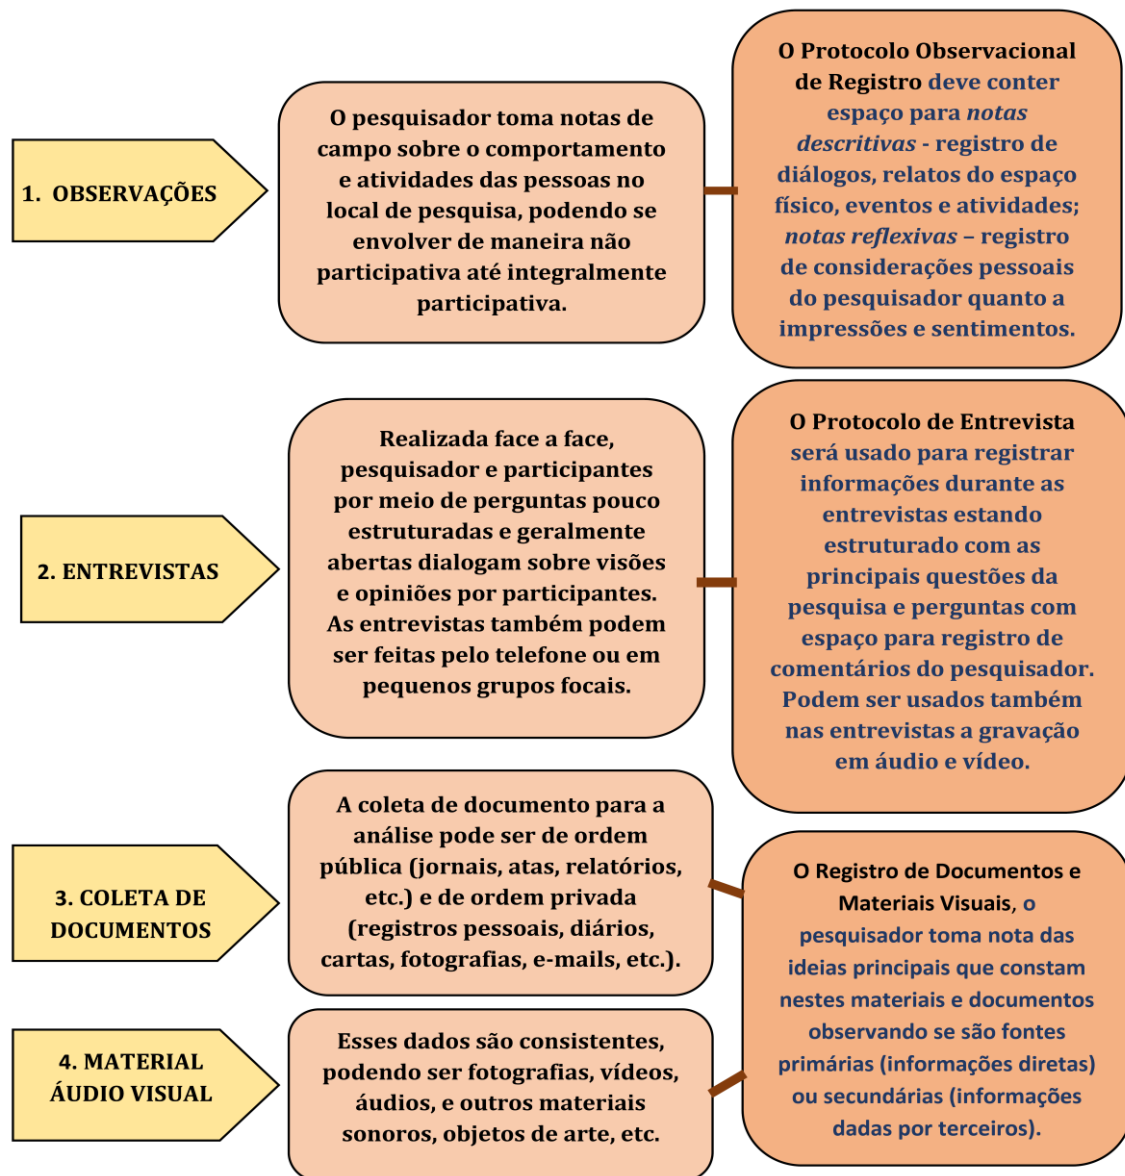 1. OBSERVAÇÕES
O pesquisador toma notas de
campo sobre o comportamento
e atividades das pessoas no
local de pesquisa, podendo se
envolver de maneira não
participativa até integralmente
participativa.
O Protocolo Observacional
de Registro deve conter
espaço para notas
descritivas - registro de
diálogos, relatos do espaço
físico, eventos e atividades;
notas reflexivas – registro
de considerações pessoais
do pesquisador quanto a
impressões e sentimentos.
2. ENTREVISTAS
Realizada face a face,
pesquisador e participantes
por meio de perguntas pouco
estruturadas e geralmente
abertas dialogam sobre visões
e opiniões por participantes.
As entrevistas também podem
ser feitas pelo telefone ou em
pequenos grupos focais.
O Protocolo de Entrevista
será usado para registrar
informações durante as
entrevistas estando
estruturado com as
principais questões da
pesquisa e perguntas com
espaço para registro de
comentários do pesquisador.
Podem ser usados também
nas entrevistas a gravação
em áudio e vídeo.
3. COLETA DE
DOCUMENTOS
A coleta de documento para a
análise pode ser de ordem
pública (jornais, atas, relatórios,
etc.) e de ordem privada
(registros pessoais, diários,
cartas, fotografias, e-mails, etc.).
4. MATERIAL
ÁUDIO VISUAL
Esses dados são consistentes,
podendo ser fotografias, vídeos,
áudios, e outros materiais
sonoros, objetos de arte, etc.
O Registro de Documentos e
Materiais Visuais, o
pesquisador toma nota das
ideias principais que constam
nestes materiais e documentos
observando se são fontes
primárias (informações diretas)
ou secundárias (informações
dadas por terceiros).